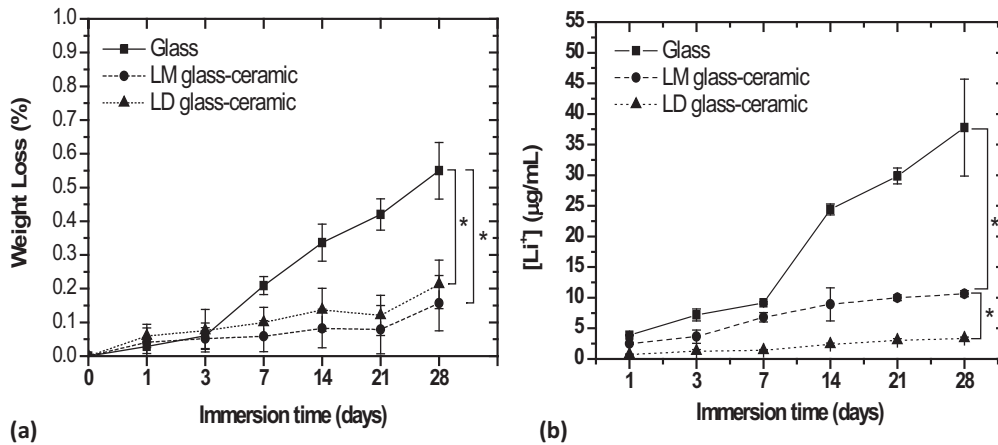 1.0
0.9
0.8
0.7
0.6
0.5
0.4
0.3
0.2
0.1
0.0
Weight Loss (%)
Glass
LM glass-ceramic
LD glass-ceramic
*
*
0 1 3 7 14 21 28
Immersion time (days)
(a)
55
50
45
40
35
30
25
20
15
10
5
0
[Li⁺] (µg/mL)
Glass
LM glass-ceramic
LD glass-ceramic
*
*
1 3 7 14 21 28
Immersion time (days)
(b)